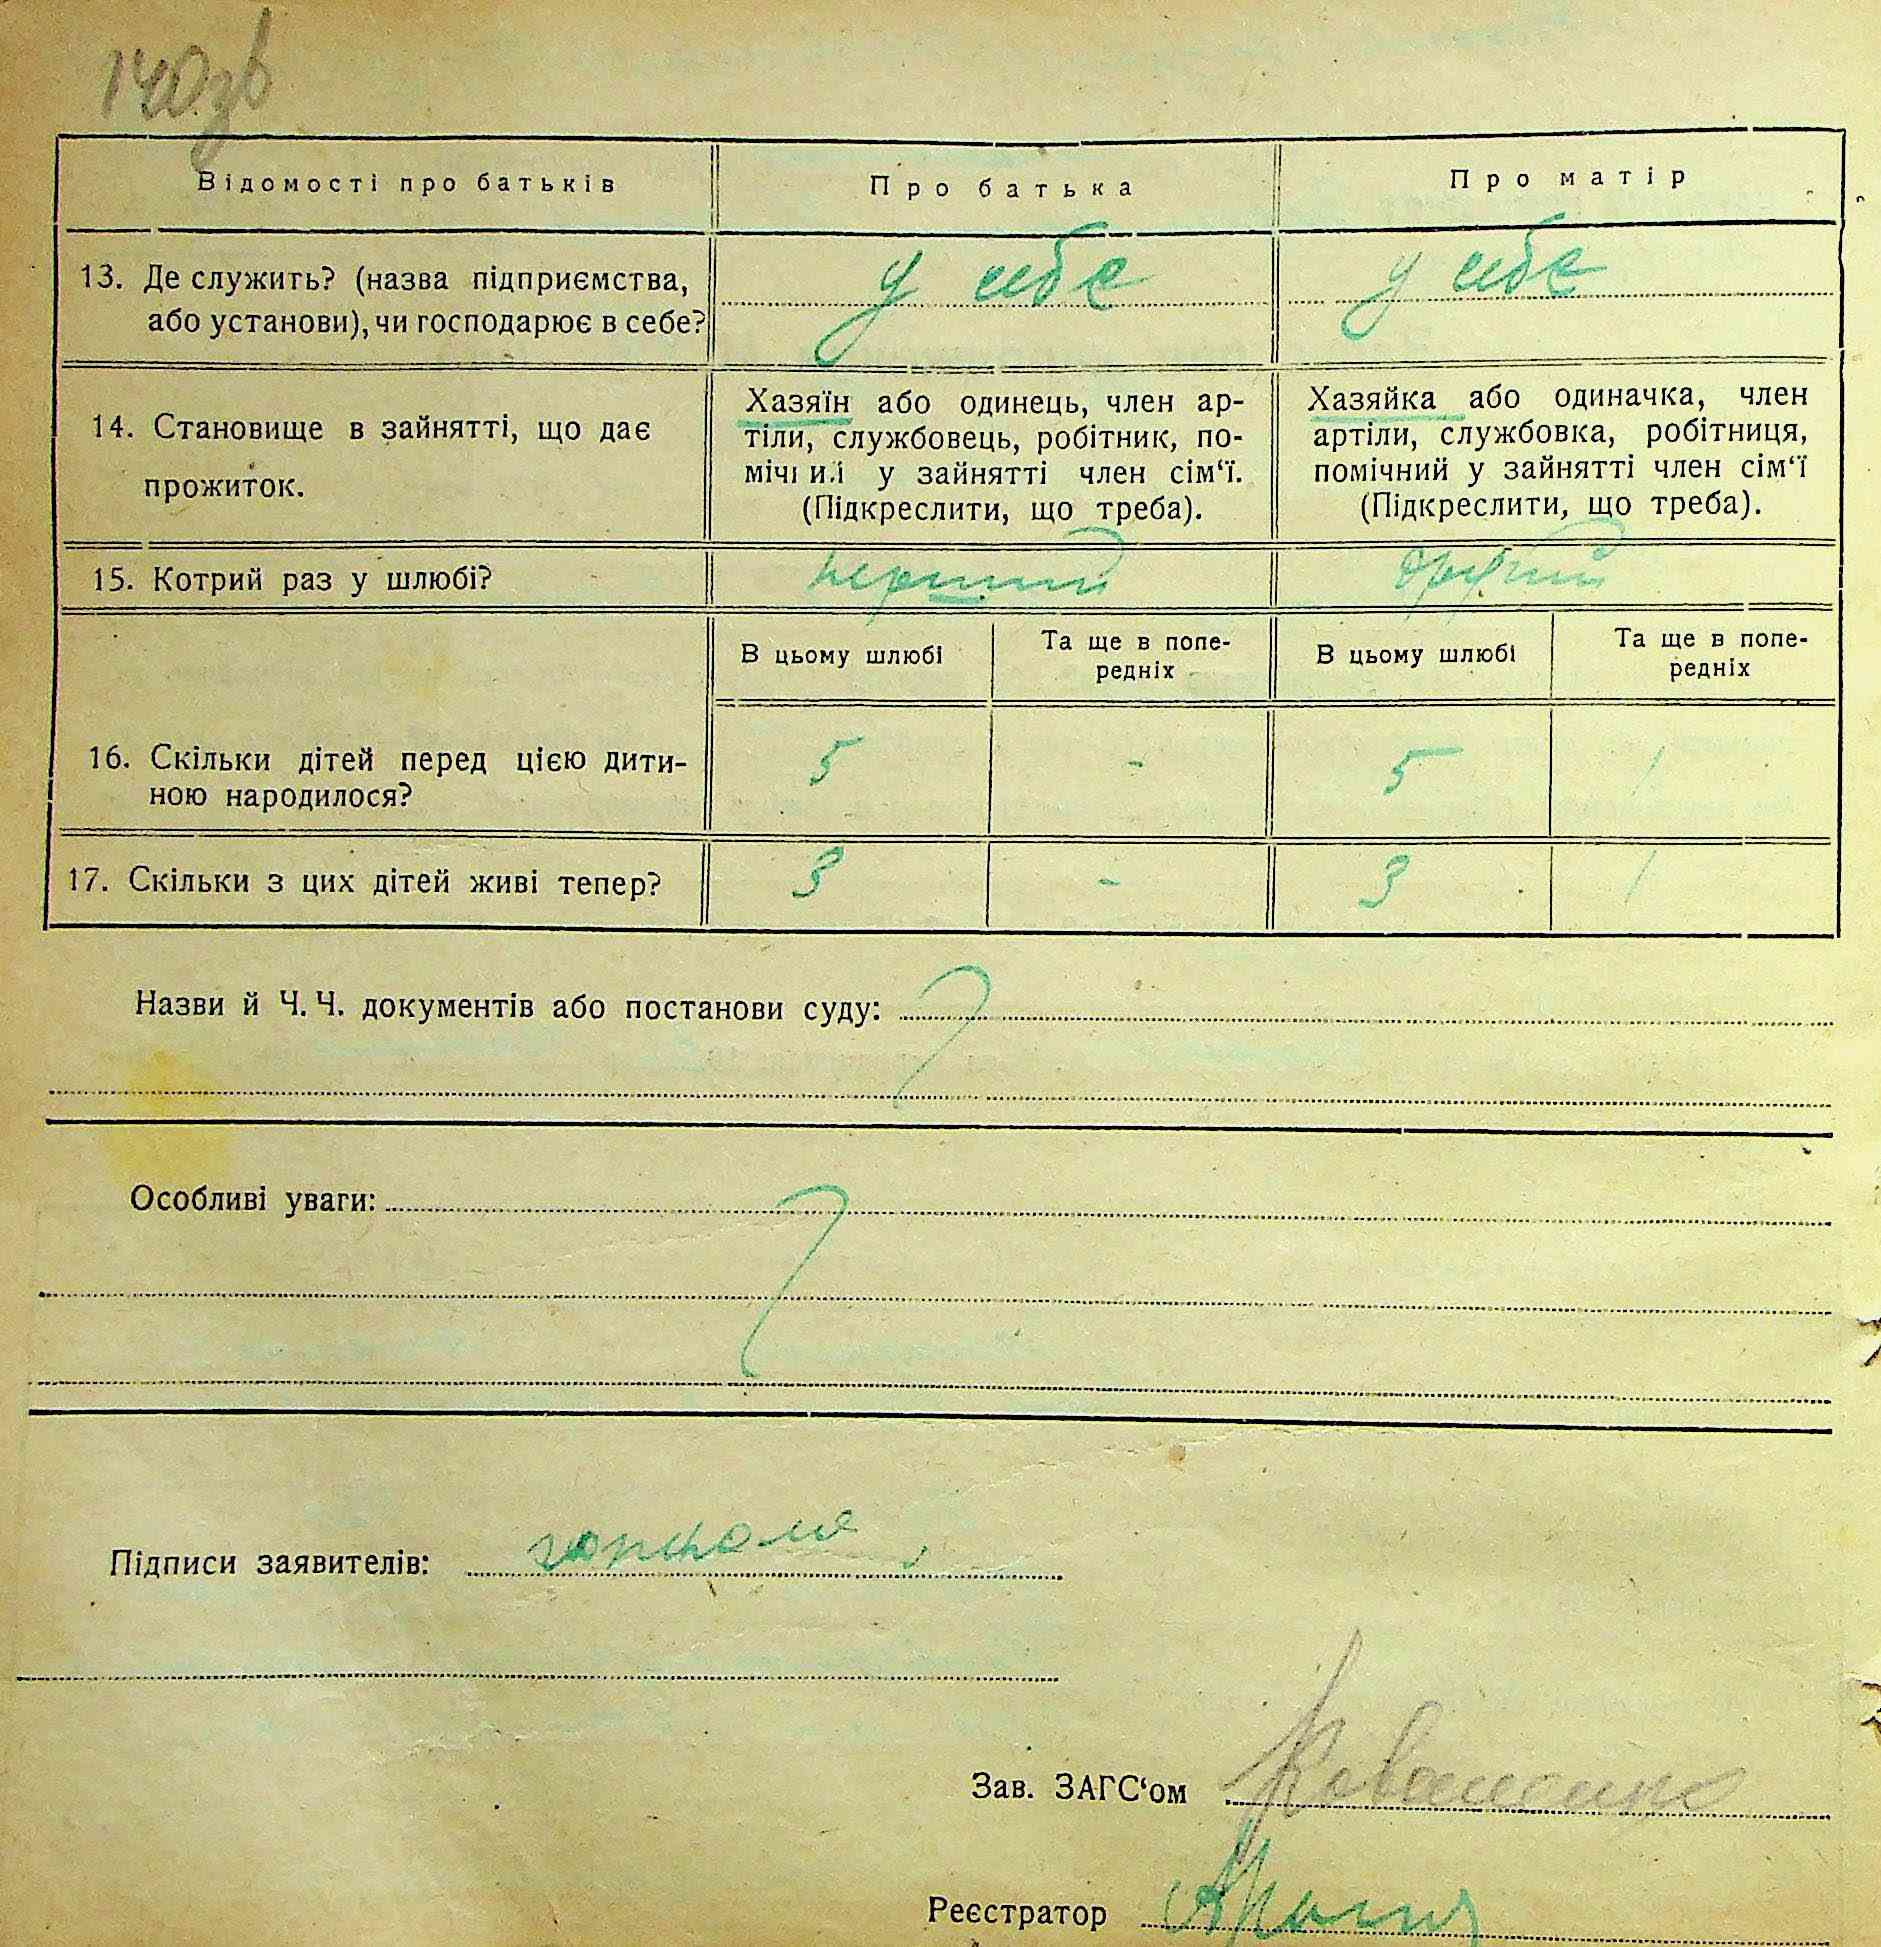 140 зв
Відомості про батьків Про батька Про матір
13. Де служить? (назва підприємства, або установи), чи господарює в себе? у себе у себе
14. Становище в зайнятті, що дає прожиток.
Хазяїн або одинець, член ар-
тіли, службовець, робітник, по-
мічний у зайнятті член сім‘ї.
(Підкреслити, що треба).
Хазяйка або одиначка, член
артіли, службовка, робітниця,
помічний у зайнятті член сім‘ї
(Підкреслити, що треба).
15. Котрий раз у шлюбі? перший другий
В цьому шлюбі Та ще в попе-
редніх В цьому шлюбі Та ще в попе-
редніх
16. Скільки дітей перед цією дити-
ною народилося? 5 - 5 1
17. Скільки з цих дітей живі тепер? 3 - 3 1
Назви й Ч. Ч. документів або постанови суду:
Особливі уваги:
Підписи заявителів:
Зав. ЗАГС‘ом
Реєстратор